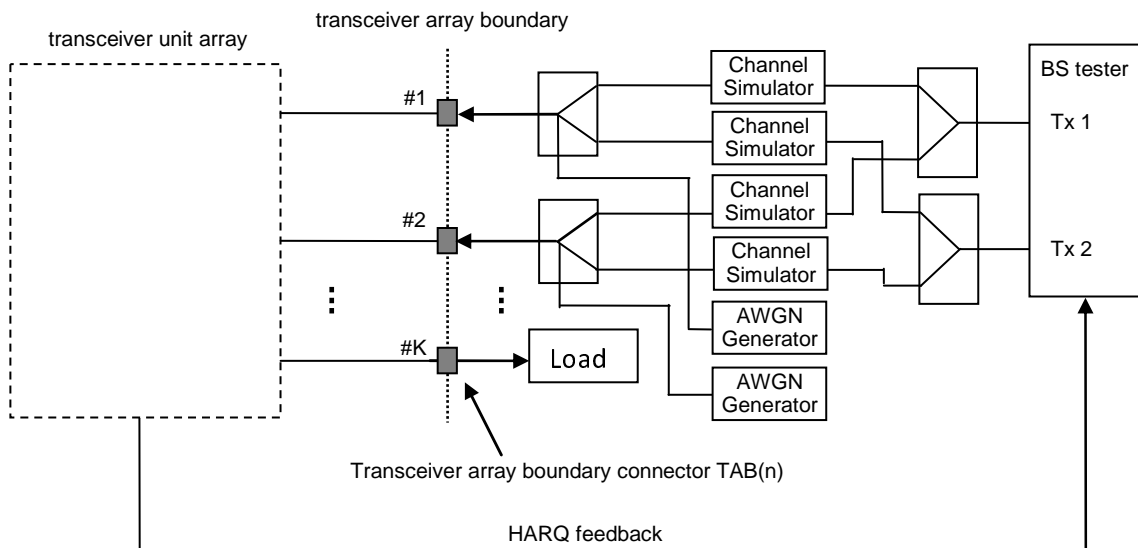 transceiver array boundary
transceiver unit array
BS tester
Channel
Simulator
#1
Tx 1
Channel
Simulator
Channel
Simulator
#2
Tx 2
Channel
Simulator
AWGN
Generator
#K
Load
AWGN
Generator
Transceiver array boundary connector TAB(n)
HARQ feedback